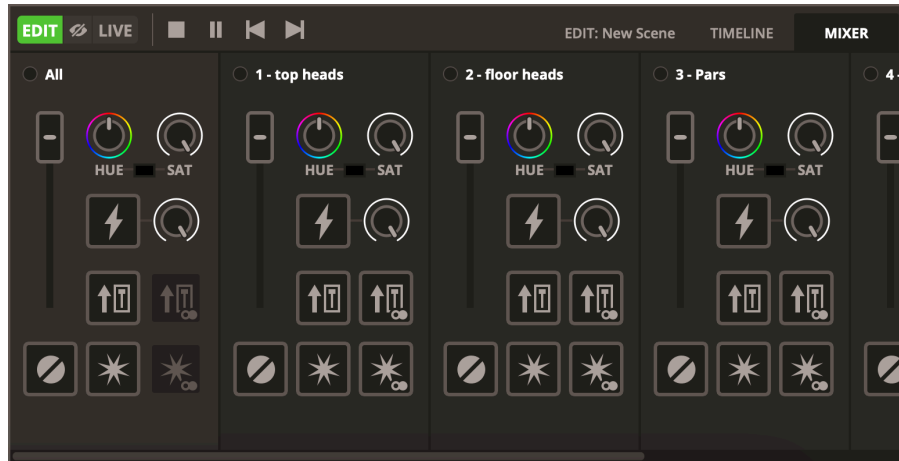 EDIT LIVE EDIT: New Scene TIMELINE MIXER
All 1 - top heads 2 - floor heads 3 - Pars 4 -
HUE SAT HUE SAT HUE SAT HUE SAT